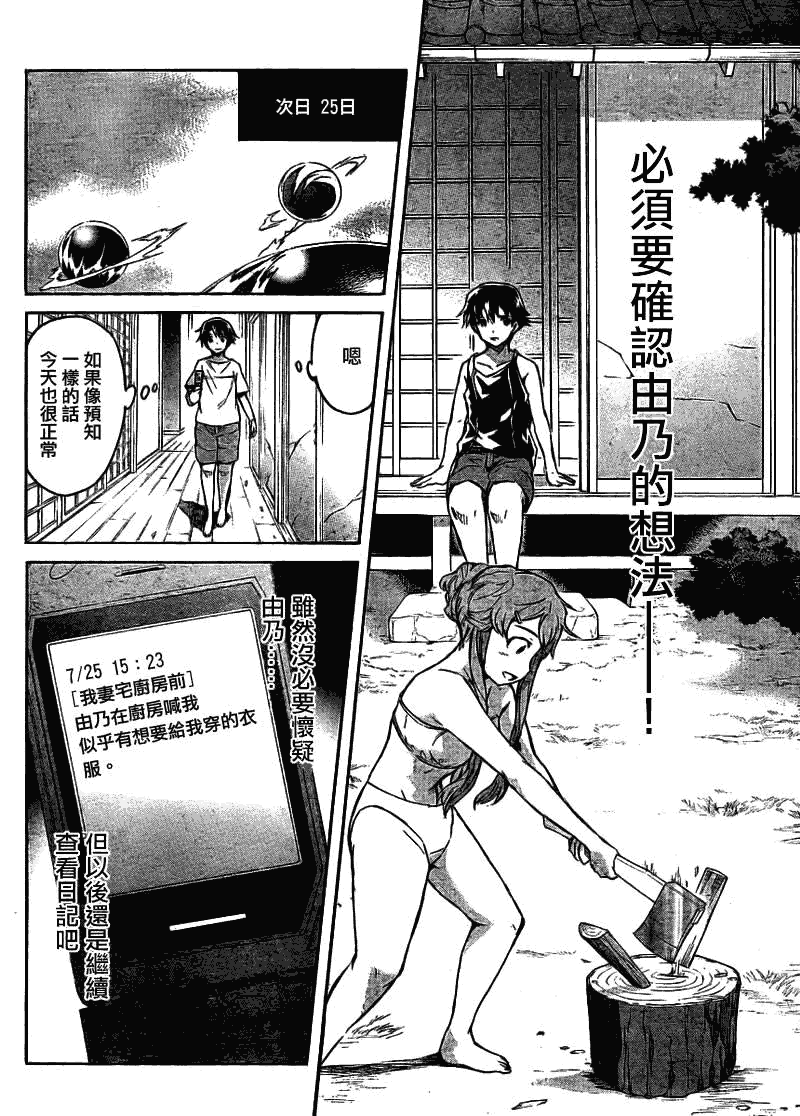 必須要確認由乃的想法——！
次日 25日
嗯
如果像預知
一樣的話
今天也很正常
雖然沒必要懷疑
由乃……
7/25 15：23
[我妻宅廚房前]
由乃在廚房喊我
似乎有想要給我穿的衣
服。
但以後還是繼續
查看日記吧